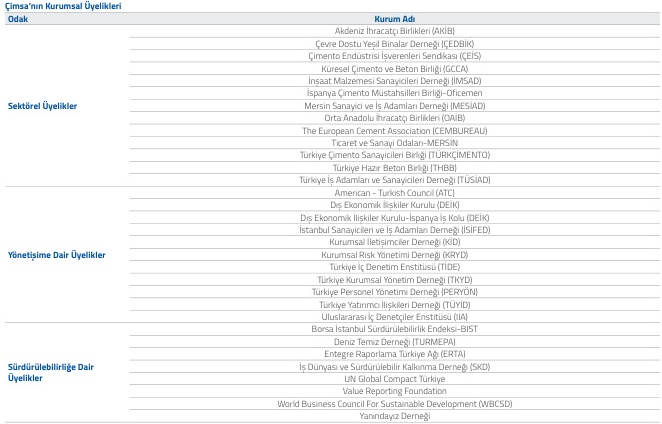 Çimsa'nın Kurumsal Üyelikleri
Odak Kurum Adı
Sektörel Üyelikler
Akdeniz İhracatçı Birlikleri (AKİB)
Çevre Dostu Yeşil Binalar Derneği (ÇEDBİK)
Çimento Endüstrisi İşverenleri Sendikası (ÇEİS)
Küresel Çimento ve Beton Birliği (GCCA)
İnşaat Malzemesi Sanayicileri Derneği (İMSAD)
İspanya Çimento Müstahsilleri Birliği-Oficemen
Mersin Sanayici ve İş Adamları Derneği (MESİAD)
Orta Anadolu İhracatçı Birlikleri (OAİB)
The European Cement Association (CEMBUREAU)
Ticaret ve Sanayi Odaları-MERSİN
Türkiye Çimento Sanayicileri Birliği (TÜRKÇİMENTO)
Türkiye Hazır Beton Birliği (THBB)
Türkiye İş Adamları ve Sanayicileri Derneği (TÜSİAD)
Yönetişime Dair Üyelikler
American - Turkish Council (ATC)
Dış Ekonomik İlişkiler Kurulu (DEİK)
Dış Ekonomik İlişkiler Kurulu-İspanya İş Kolu (DEİK)
İstanbul Sanayicileri ve İş Adamları Derneği (İSİFED)
Kurumsal İletişimciler Derneği (KİD)
Kurumsal Risk Yönetimi Derneği (KRYD)
Türkiye İç Denetim Enstitüsü (TİDE)
Türkiye Kurumsal Yönetim Derneği (TKYD)
Türkiye Personel Yönetimi Derneği (PERYÖN)
Türkiye Yatırımcı İlişkileri Derneği (TÜYİD)
Uluslararası İç Denetçiler Enstitüsü (IIA)
Sürdürülebilirliğe Dair
Üyelikler
Borsa İstanbul Sürdürülebilirlik Endeksi-BIST
Deniz Temiz Derneği (TURMEPA)
Entegre Raporlama Türkiye Ağı (ERTA)
İş Dünyası ve Sürdürülebilir Kalkınma Derneği (SKD)
UN Global Compact Türkiye
Value Reporting Foundation
World Business Council For Sustainable Development (WBCSD)
Yanındayız Derneği